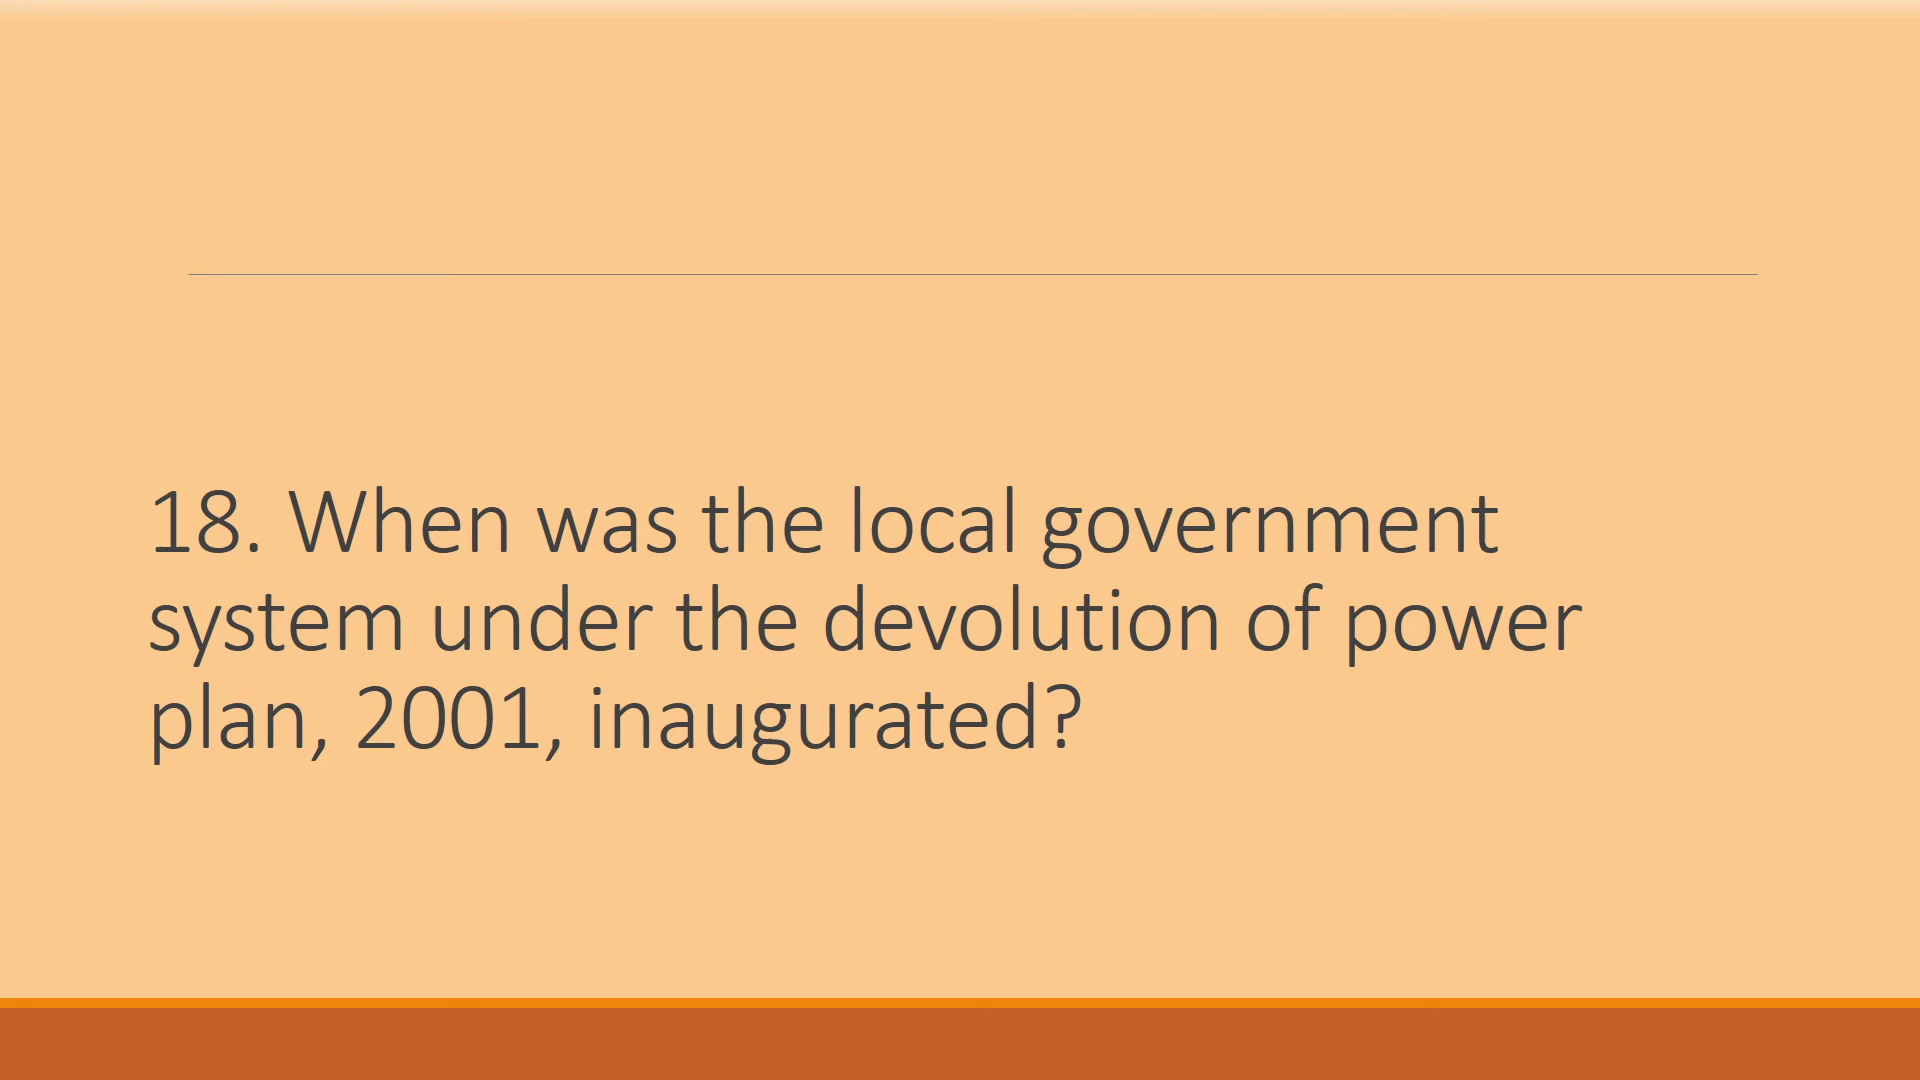 18. When was the local government
system under the devolution of power
plan, 2001, inaugurated?